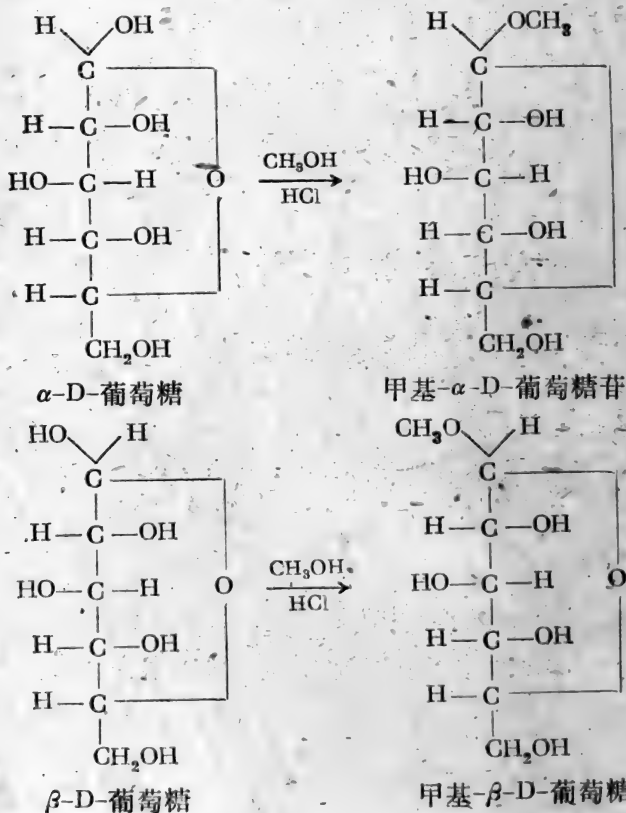 H OH H OCH₃
C C
H—C—OH H—C—OH
HO—C—H O CH₃OH HO—C—H
HCl
H—C—OH H—C—OH
H—C H—C
CH₂OH CH₂OH
α-D-葡萄糖 甲基-α-D-葡萄糖苷
HO H CH₃O H
C C
H—C—OH H—C—OH
HO—C—H O CH₃OH HO—C—H O
HCl
H—C—OH H—C—OH
H—C H—C
CH₂OH CH₂OH
β-D-葡萄糖 甲基-β-D-葡萄糖